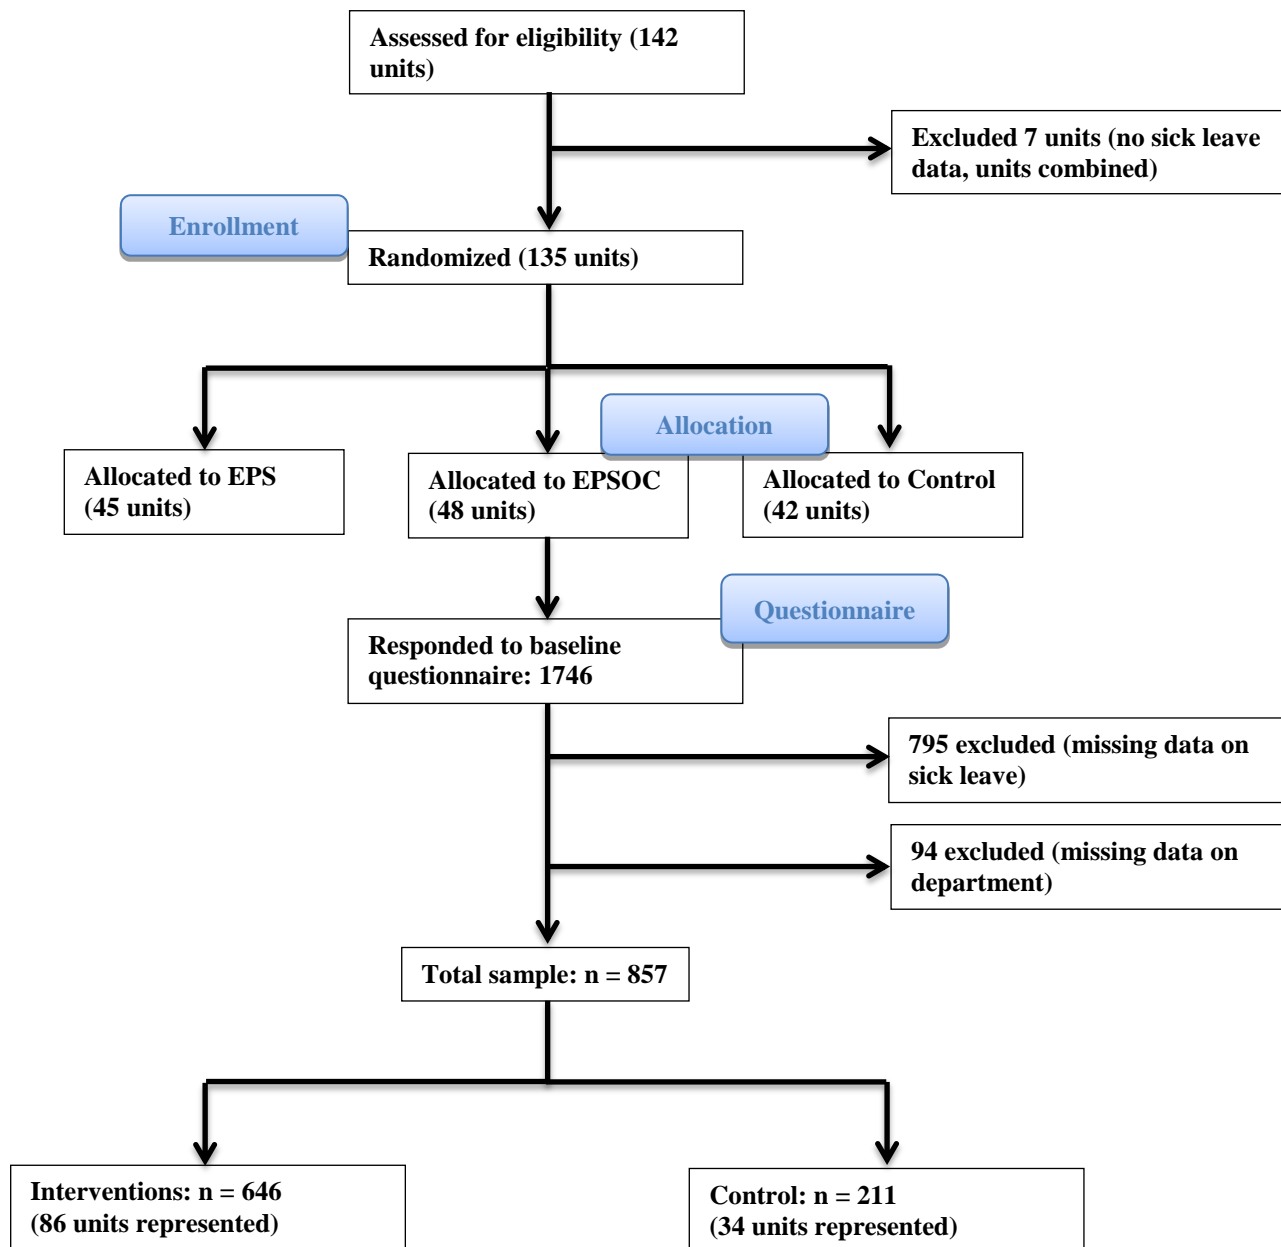 Assessed for eligibility (142
units)
Excluded 7 units (no sick leave
data, units combined)
Enrollment
Randomized (135 units)
Allocation
Allocated to EPS
(45 units)
Allocated to EPSOC
(48 units)
Allocated to Control
(42 units)
Questionnaire
Responded to baseline
questionnaire: 1746
795 excluded (missing data on
sick leave)
94 excluded (missing data on
department)
Total sample: n = 857
Interventions: n = 646
(86 units represented)
Control: n = 211
(34 units represented)